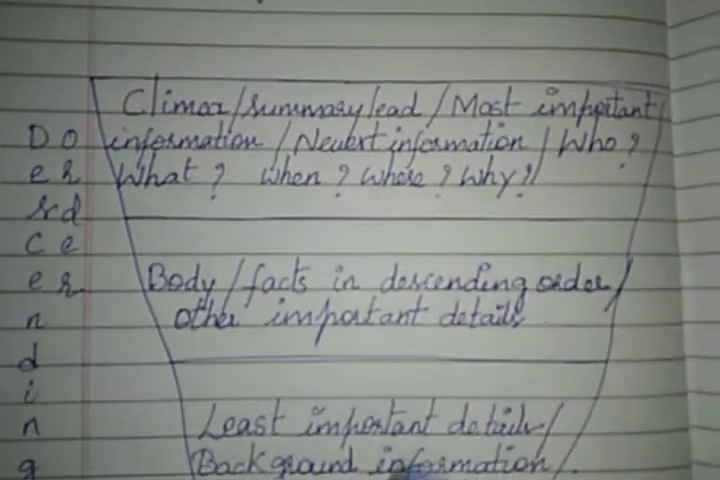 Climax/summary lead / Most important
information / Newest information / Who?
What? When? Where? Why?/
Body / facts in descending order /
other important details
Least important details/
Background information/.
Descending
Order